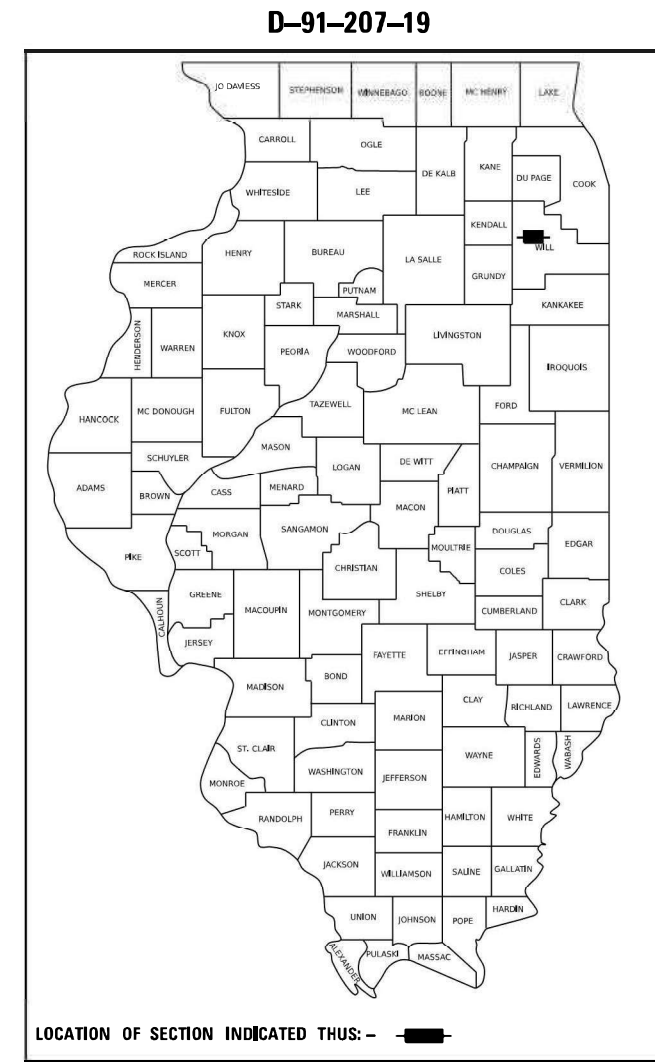 D–91–207–19
JO DAVIESS STEPHENSON WINNEBAGO BOONE MC HENRY LAKE
CARROLL OGLE DE KALB KANE DU PAGE COOK
WHITESIDE LEE
KENDALL
WILL
ROCK ISLAND HENRY BUREAU LA SALLE
GRUNDY
MERCER PUTNAM
STARK MARSHALL KANKAKEE
HENDERSON WARREN KNOX PEORIA WOODFORD LIVINGSTON
IROQUOIS
HANCOCK MC DONOUGH FULTON TAZEWELL MC LEAN FORD
MASON
SCHUYLER LOGAN DE WITT CHAMPAIGN VERMILION
ADAMS BROWN CASS MENARD PIATT
MACON
MORGAN SANGAMON DOUGLAS EDGAR
PIKE SCOTT CHRISTIAN MOULTRIE
COLES
CALHOUN GREENE MACOUPIN MONTGOMERY SHELBY CUMBERLAND CLARK
JERSEY
FAYETTE EFFINGHAM JASPER CRAWFORD
MADISON BOND
CLAY RICHLAND LAWRENCE
CLINTON MARION
ST. CLAIR WAYNE EDWARDS WABASH
WASHINGTON JEFFERSON
MONROE
RANDOLPH PERRY HAMILTON WHITE
FRANKLIN
JACKSON WILLIAMSON SALINE GALLATIN
UNION JOHNSON POPE HARDIN
ALEXANDER PULASKI MASSAC
LOCATION OF SECTION INDICATED THUS: –